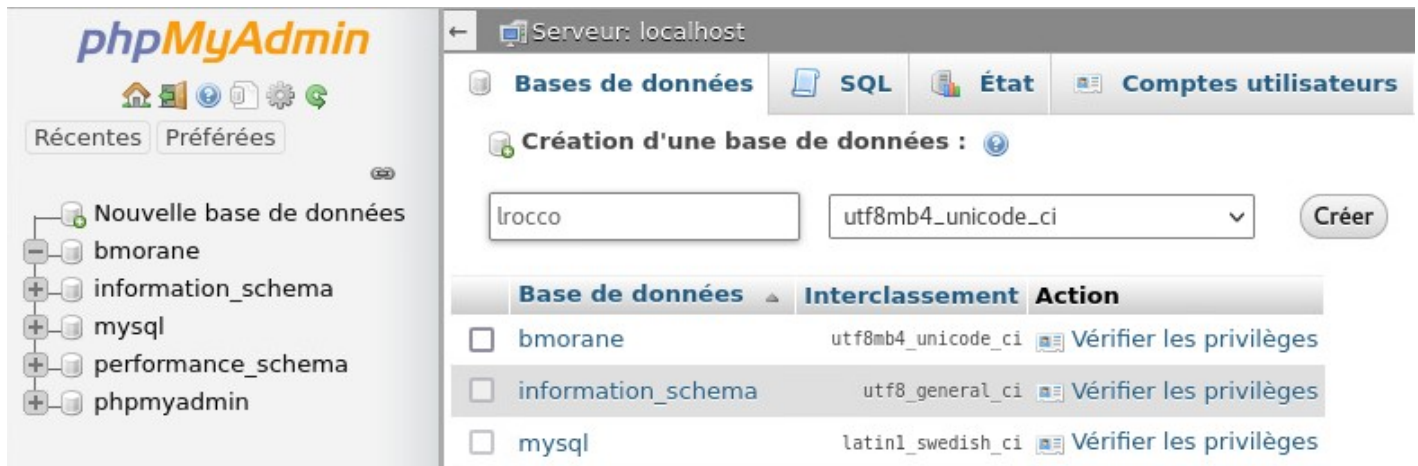 phpMyAdmin
Récentes Préférées
Nouvelle base de données
bmorane
information_schema
mysql
performance_schema
phpmyadmin
Serveur: localhost
Bases de données SQL État Comptes utilisateurs
Création d'une base de données :
lrocco utf8mb4_unicode_ci Créer
Base de données Interclassement Action
bmorane utf8mb4_unicode_ci Vérifier les privilèges
information_schema utf8_general_ci Vérifier les privilèges
mysql latin1_swedish_ci Vérifier les privilèges